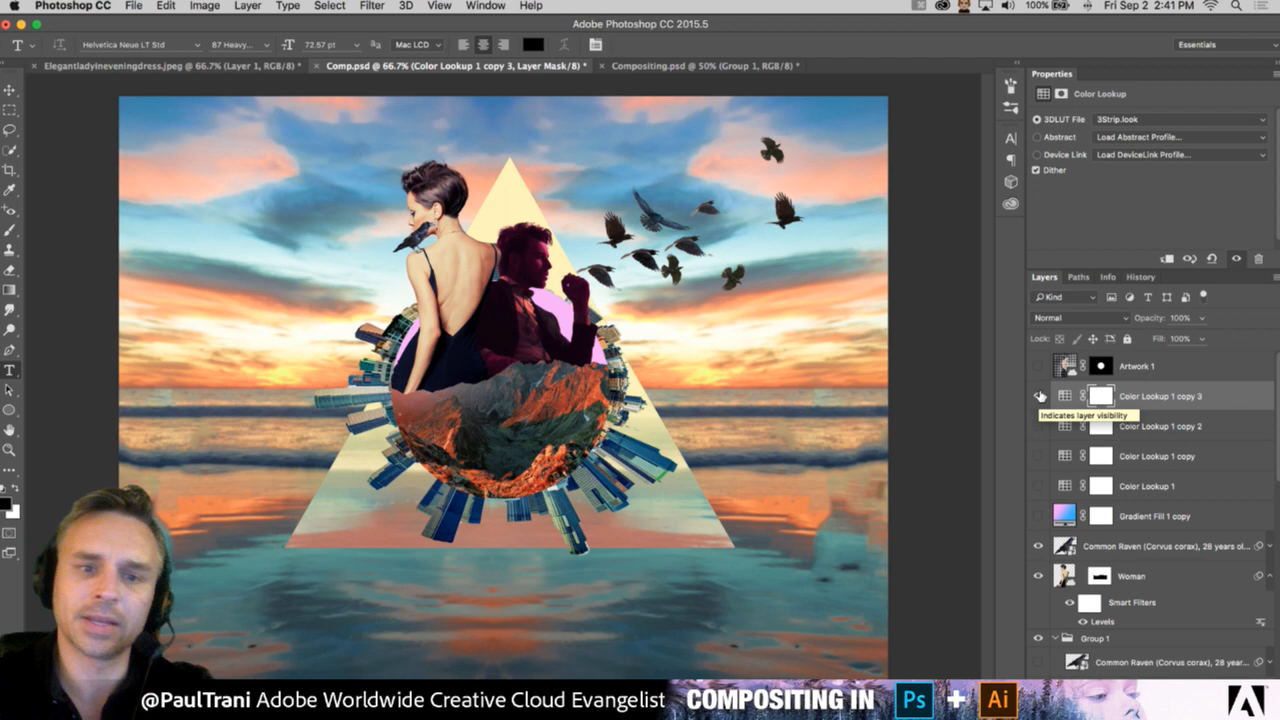 Photoshop CC File Edit Image Layer Type Select Filter 3D View Window Help 100% Fri Sep 2 2:41 PM
Adobe Photoshop CC 2015.5
Helvetica Neue LT Std 87 Heavy... 72.57 pt Mac LCD Essentials
Elegantladyineveningdress.jpeg @ 66.7% (Layer 1, RGB/8) * Comp.psd @ 66.7% (Color Lookup 1 copy 3, Layer Mask/8) * Compositing.psd @ 50% (Group 1, RGB/8) *
Properties
Color Lookup
3DLUT File 3Strip.look
Abstract Load Abstract Profile...
Device Link Load DeviceLink Profile...
Dither
Layers Paths Info History
Kind
Normal Opacity: 100%
Lock: Fill: 100%
Artwork 1
Color Lookup 1 copy 3
Indicates layer visibility
Color Lookup 1 copy 2
Color Lookup 1 copy
Color Lookup 1
Gradient Fill 1 copy
Common Raven (Corvus corax), 28 years ol...
Woman
Smart Filters
Levels
Group 1
Common Raven (Corvus corax), 28 year...
@PaulTrani Adobe Worldwide Creative Cloud Evangelist COMPOSITING IN Ps + Ai